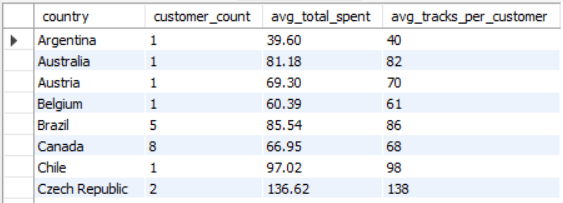 country customer_count avg_total_spent avg_tracks_per_customer
Argentina 1 39.60 40
Australia 1 81.18 82
Austria 1 69.30 70
Belgium 1 60.39 61
Brazil 5 85.54 86
Canada 8 66.95 68
Chile 1 97.02 98
Czech Republic 2 136.62 138